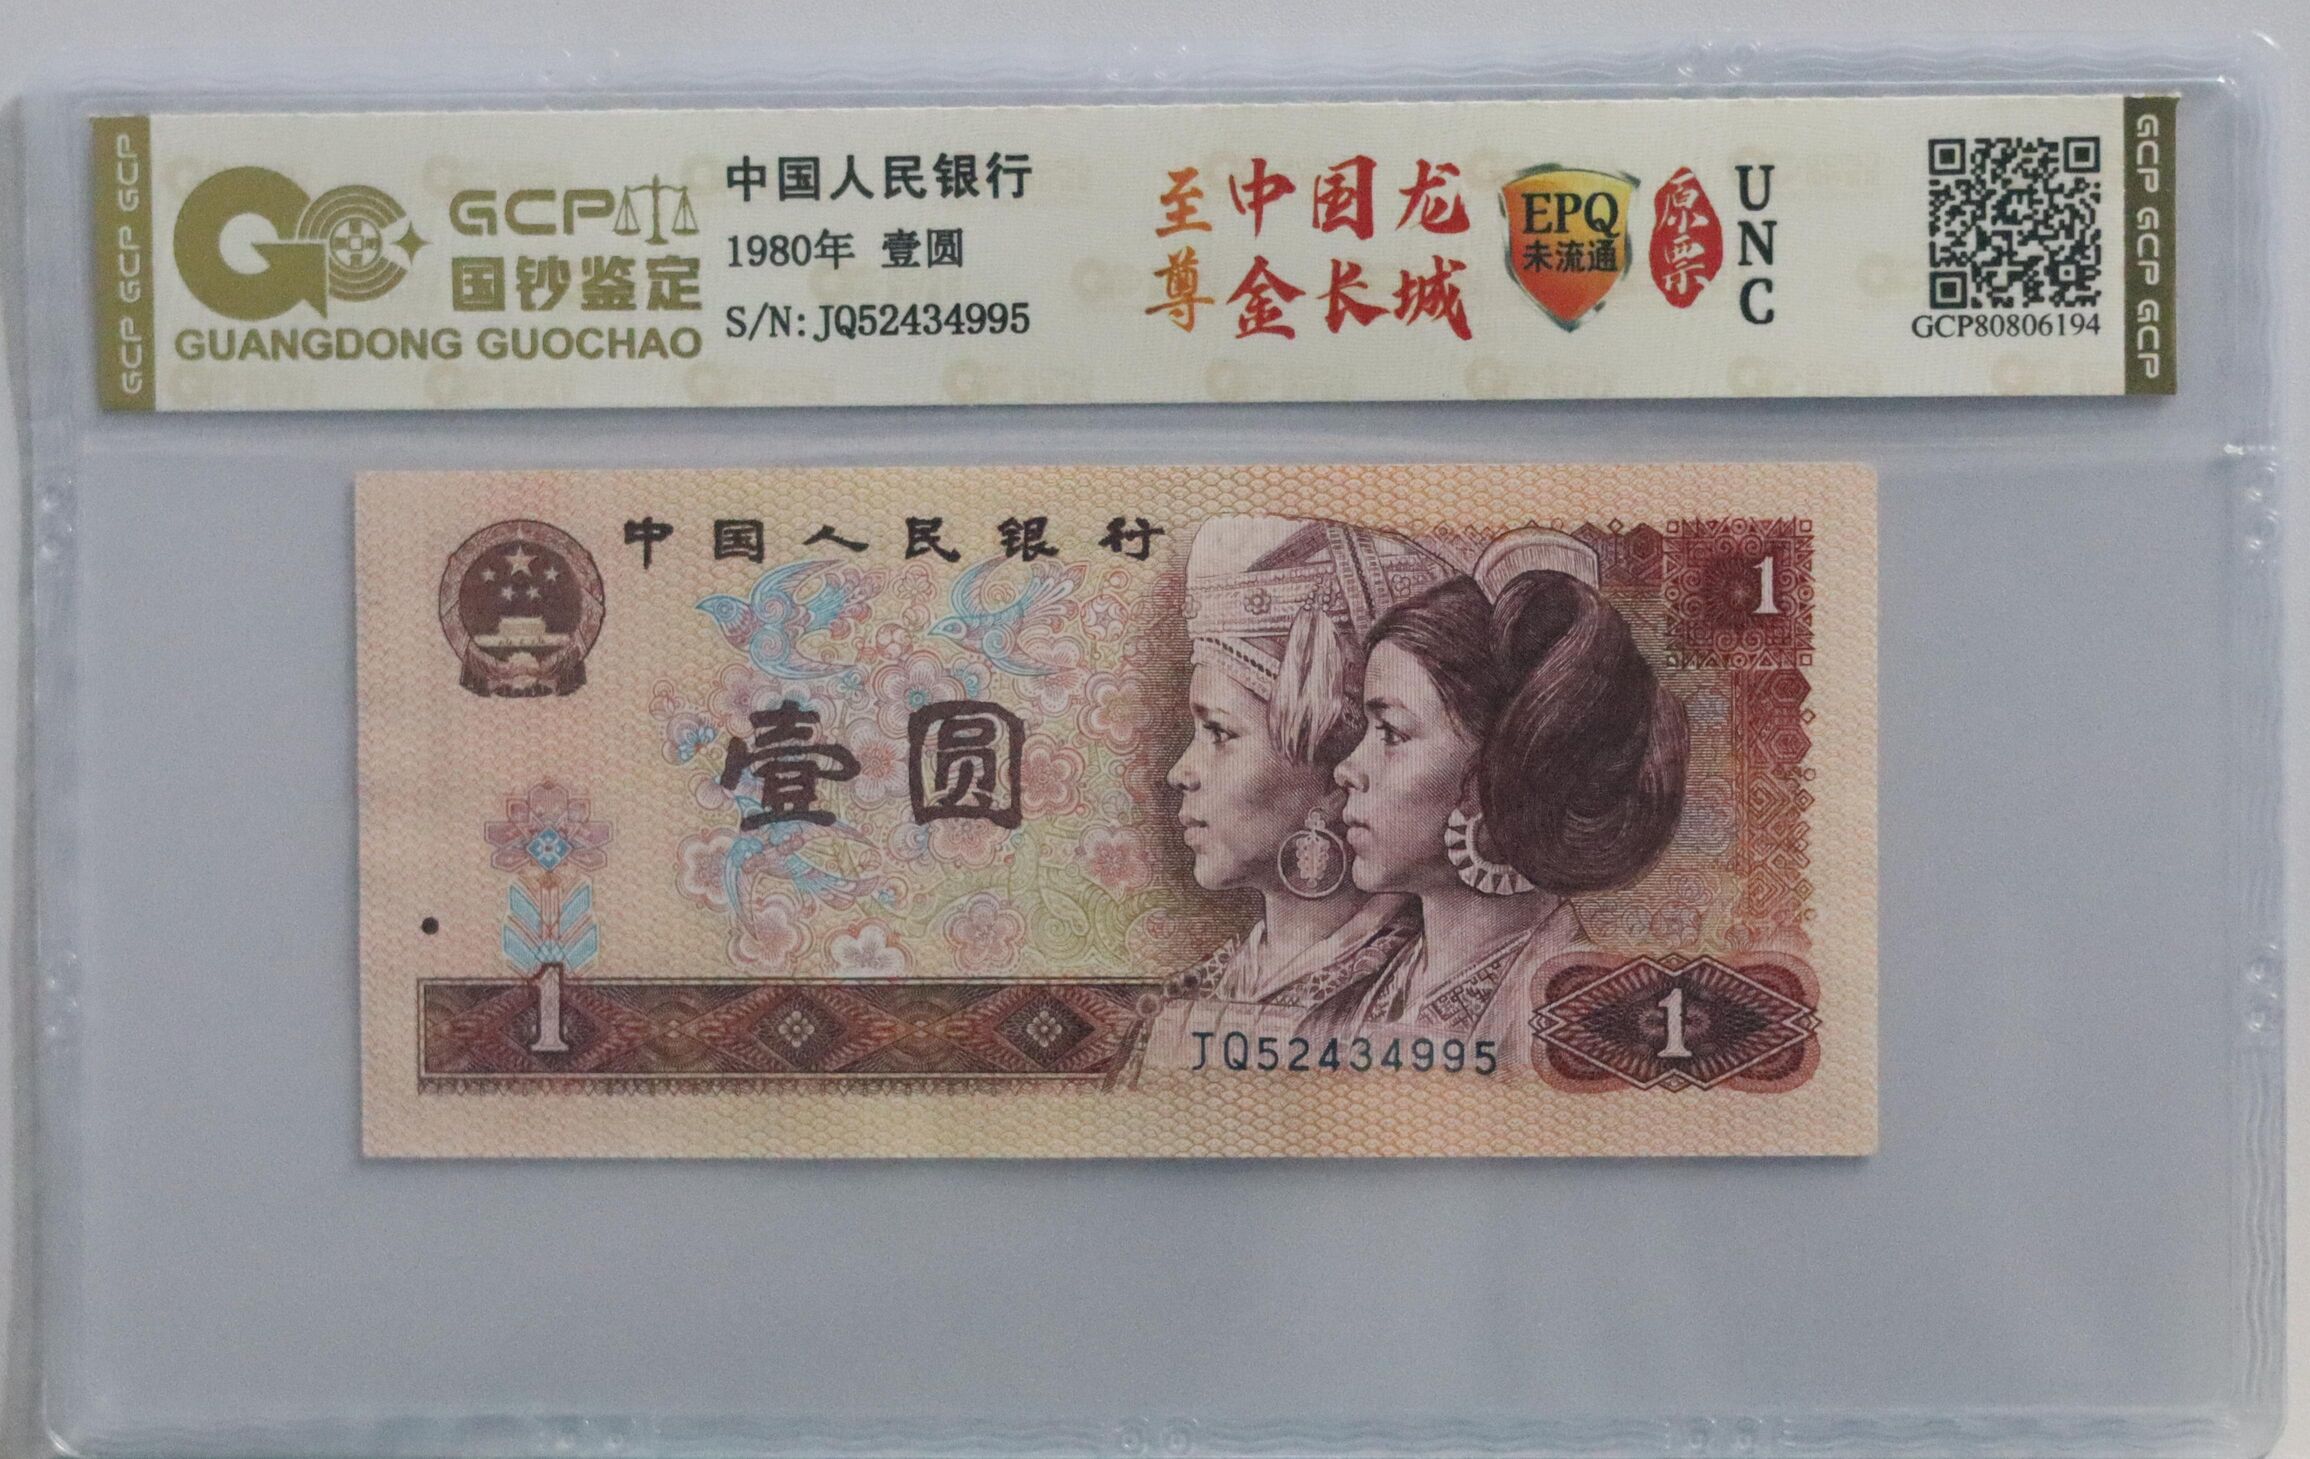 GCP GCP GCP
GCP
国钞鉴定
GUANGDONG GUOCHAO
中国人民银行
1980年 壹圆
S/N: JQ52434995
至尊
中国龙
金长城
EPQ
未流通
原票
UNC
GCP80806194
GCP GCP GCP GCP
中国人民银行
1
壹圆
1
JQ52434995
1